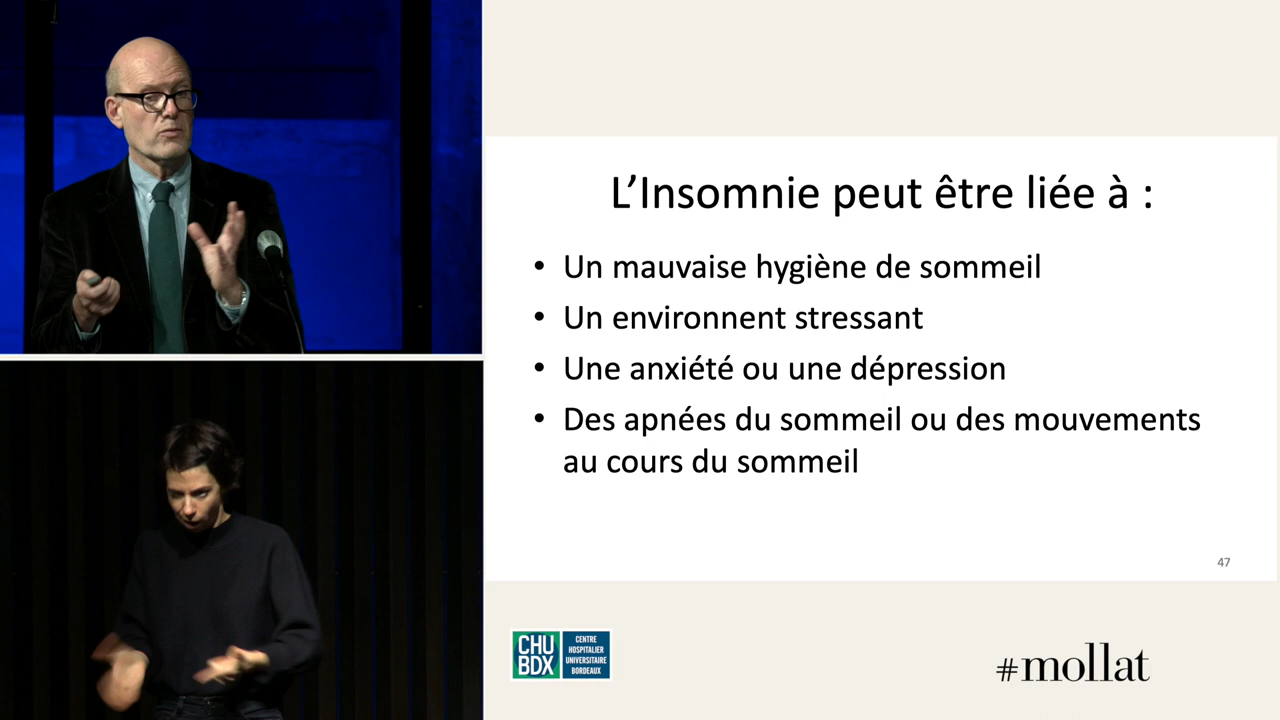 L’Insomnie peut être liée à :
• Un mauvaise hygiène de sommeil
• Un environnent stressant
• Une anxiété ou une dépression
• Des apnées du sommeil ou des mouvements
au cours du sommeil
47
CHU
BDX
CENTRE
HOSPITALIER
UNIVERSITAIRE
BORDEAUX
#mollat